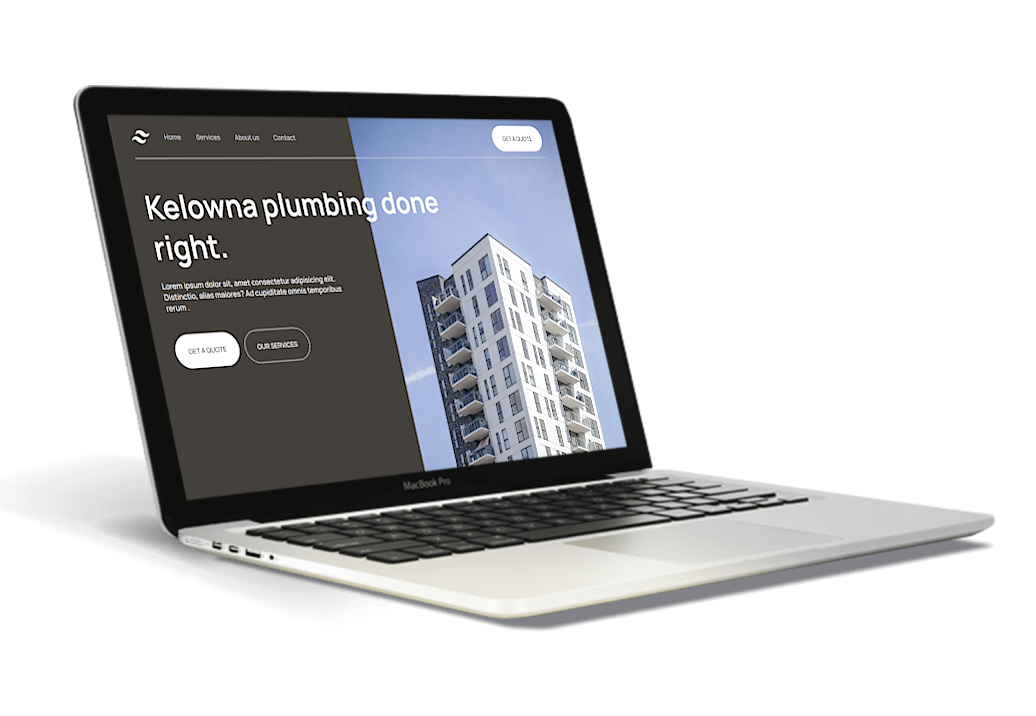 Home Services About us Contact GET A QUOTE
Kelowna plumbing done
right.
Lorem ipsum dolor sit, amet consectetur adipisicing elit.
Distinctio, alias maiores? Ad cupiditate omnis temporibus
rerum .
GET A QUOTE OUR SERVICES
MacBook Pro